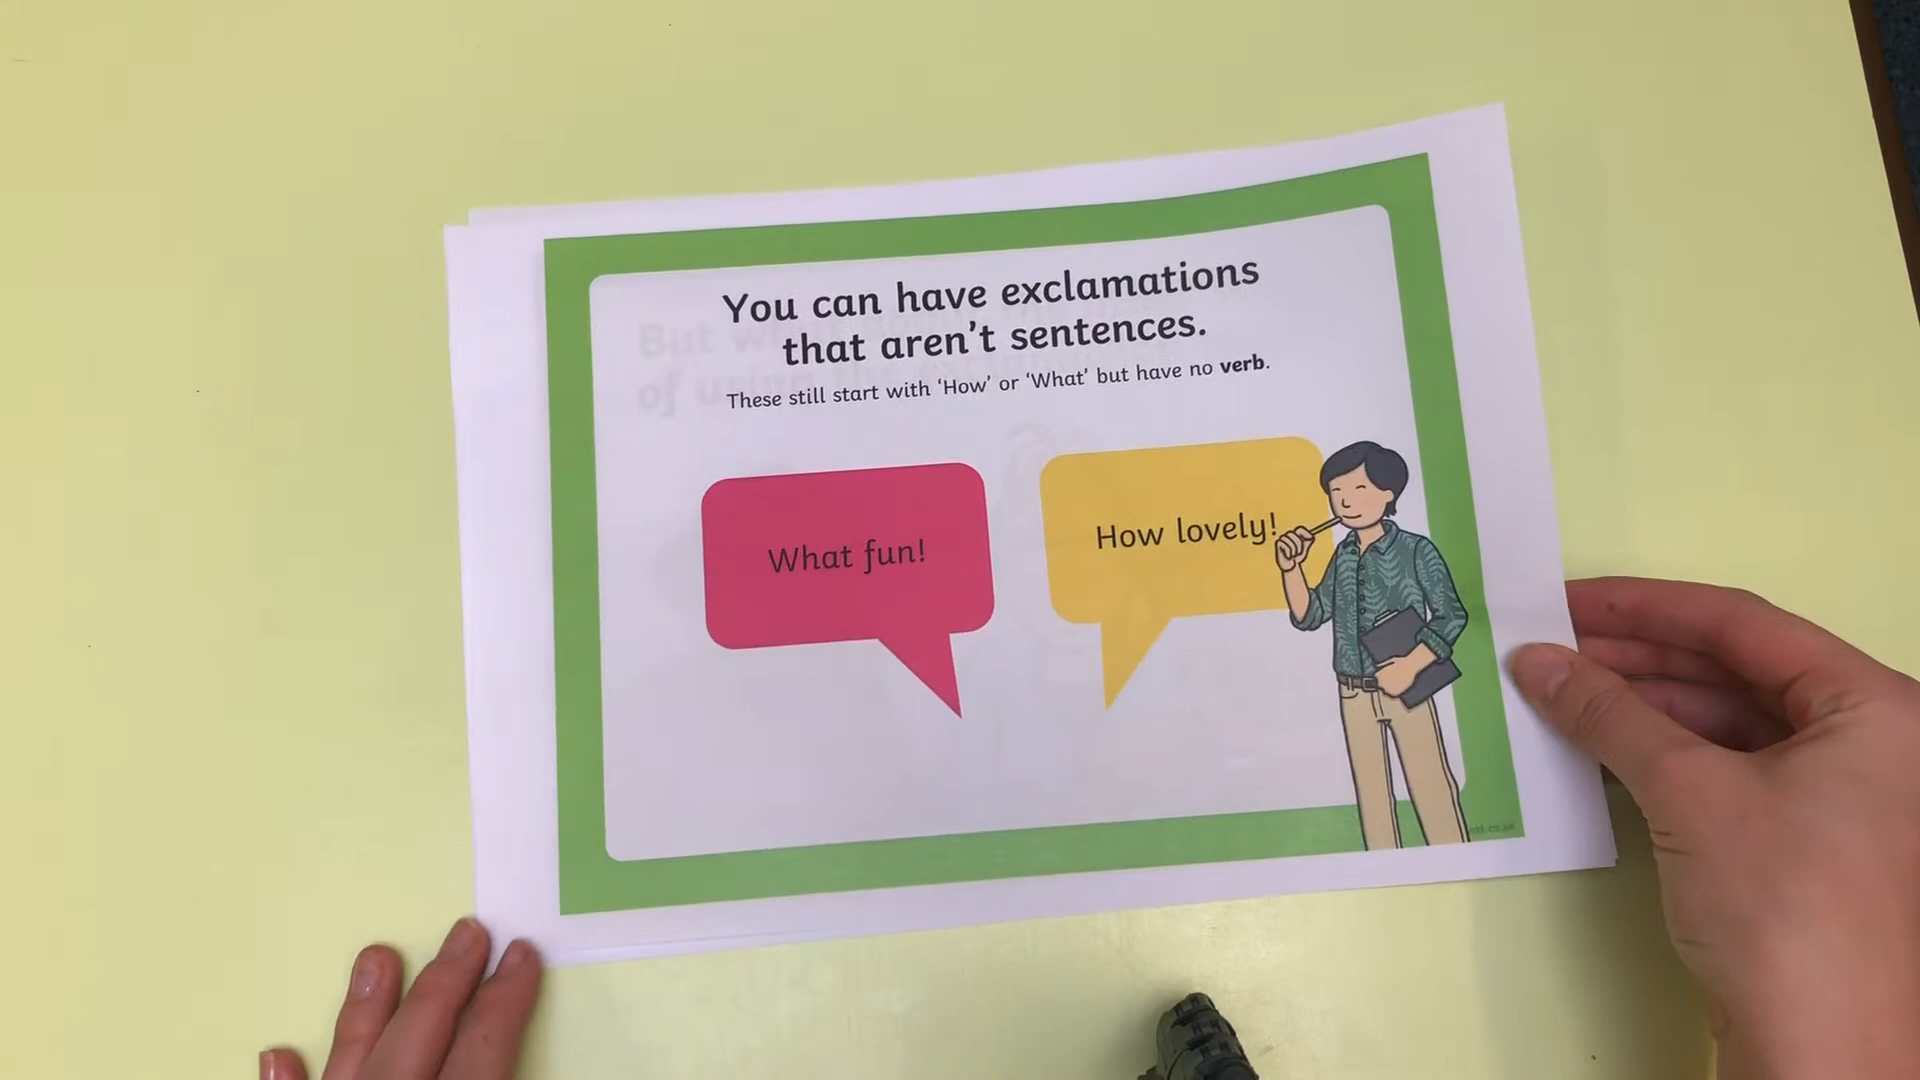 You can have exclamations
that aren't sentences.
These still start with ‘How’ or ‘What’ but have no verb.
What fun!
How lovely!